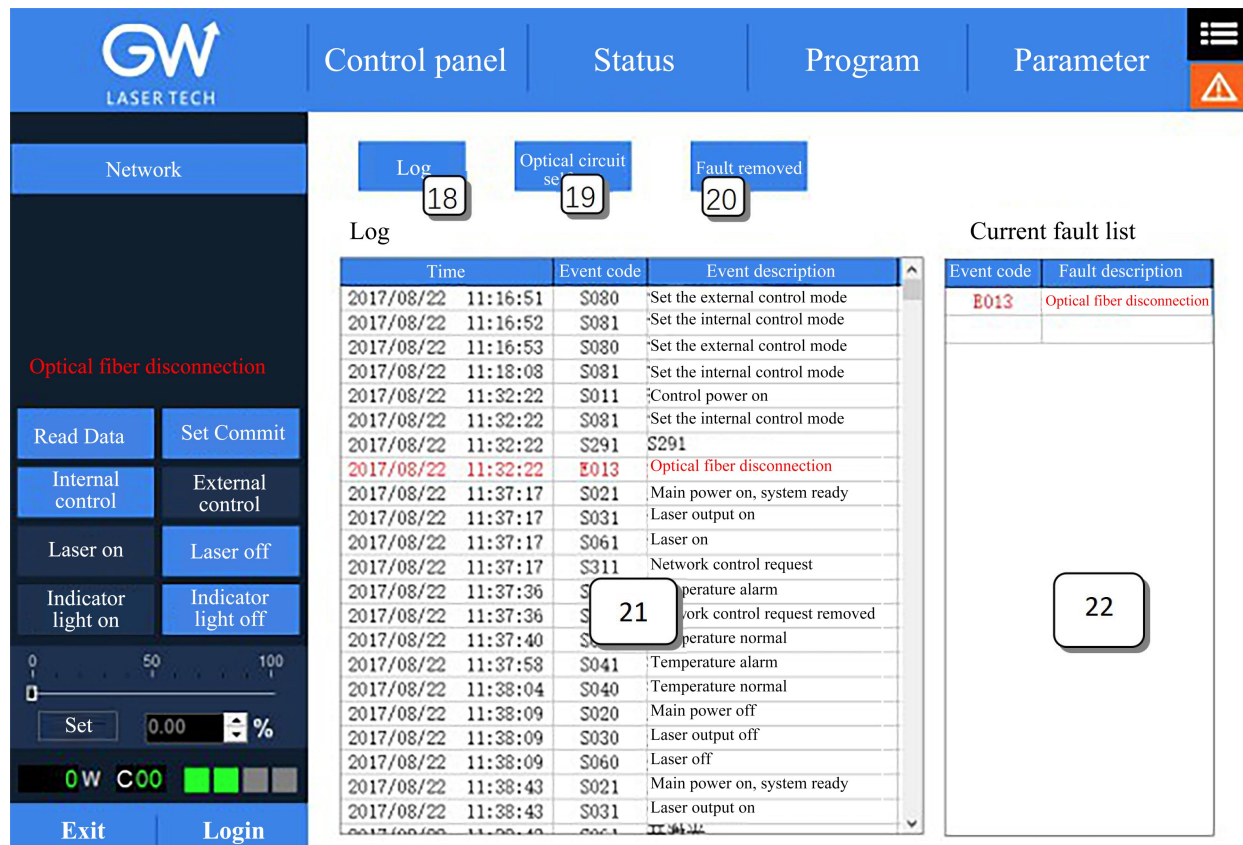 GW
LASER TECH
Control panel
Status
Program
Parameter
Network
Optical fiber disconnection
Read Data
Set Commit
Internal
control
External
control
Laser on
Laser off
Indicator
light on
Indicator
light off
0 50 100
Set 0.00 %
0 W C00
Exit
Login
Log
18
Optical circuit
19
Fault removed
20
Log
Time Event code Event description
2017/08/22 11:16:51 S080 Set the external control mode
2017/08/22 11:16:52 S081 Set the internal control mode
2017/08/22 11:16:53 S080 Set the external control mode
2017/08/22 11:18:08 S081 Set the internal control mode
2017/08/22 11:32:22 S011 Control power on
2017/08/22 11:32:22 S081 Set the internal control mode
2017/08/22 11:32:22 S291 S291
2017/08/22 11:32:22 E013 Optical fiber disconnection
2017/08/22 11:37:17 S021 Main power on, system ready
2017/08/22 11:37:17 S031 Laser output on
2017/08/22 11:37:17 S061 Laser on
2017/08/22 11:37:17 S311 Network control request
2017/08/22 11:37:36 alarm
2017/08/22 11:37:36 control request removed
2017/08/22 11:37:40 normal
2017/08/22 11:37:58 S041 Temperature alarm
2017/08/22 11:38:04 S040 Temperature normal
2017/08/22 11:38:09 S020 Main power off
2017/08/22 11:38:09 S030 Laser output off
2017/08/22 11:38:09 S060 Laser off
2017/08/22 11:38:43 S021 Main power on, system ready
2017/08/22 11:38:43 S031 Laser output on
21
Current fault list
Event code Fault description
E013 Optical fiber disconnection
22